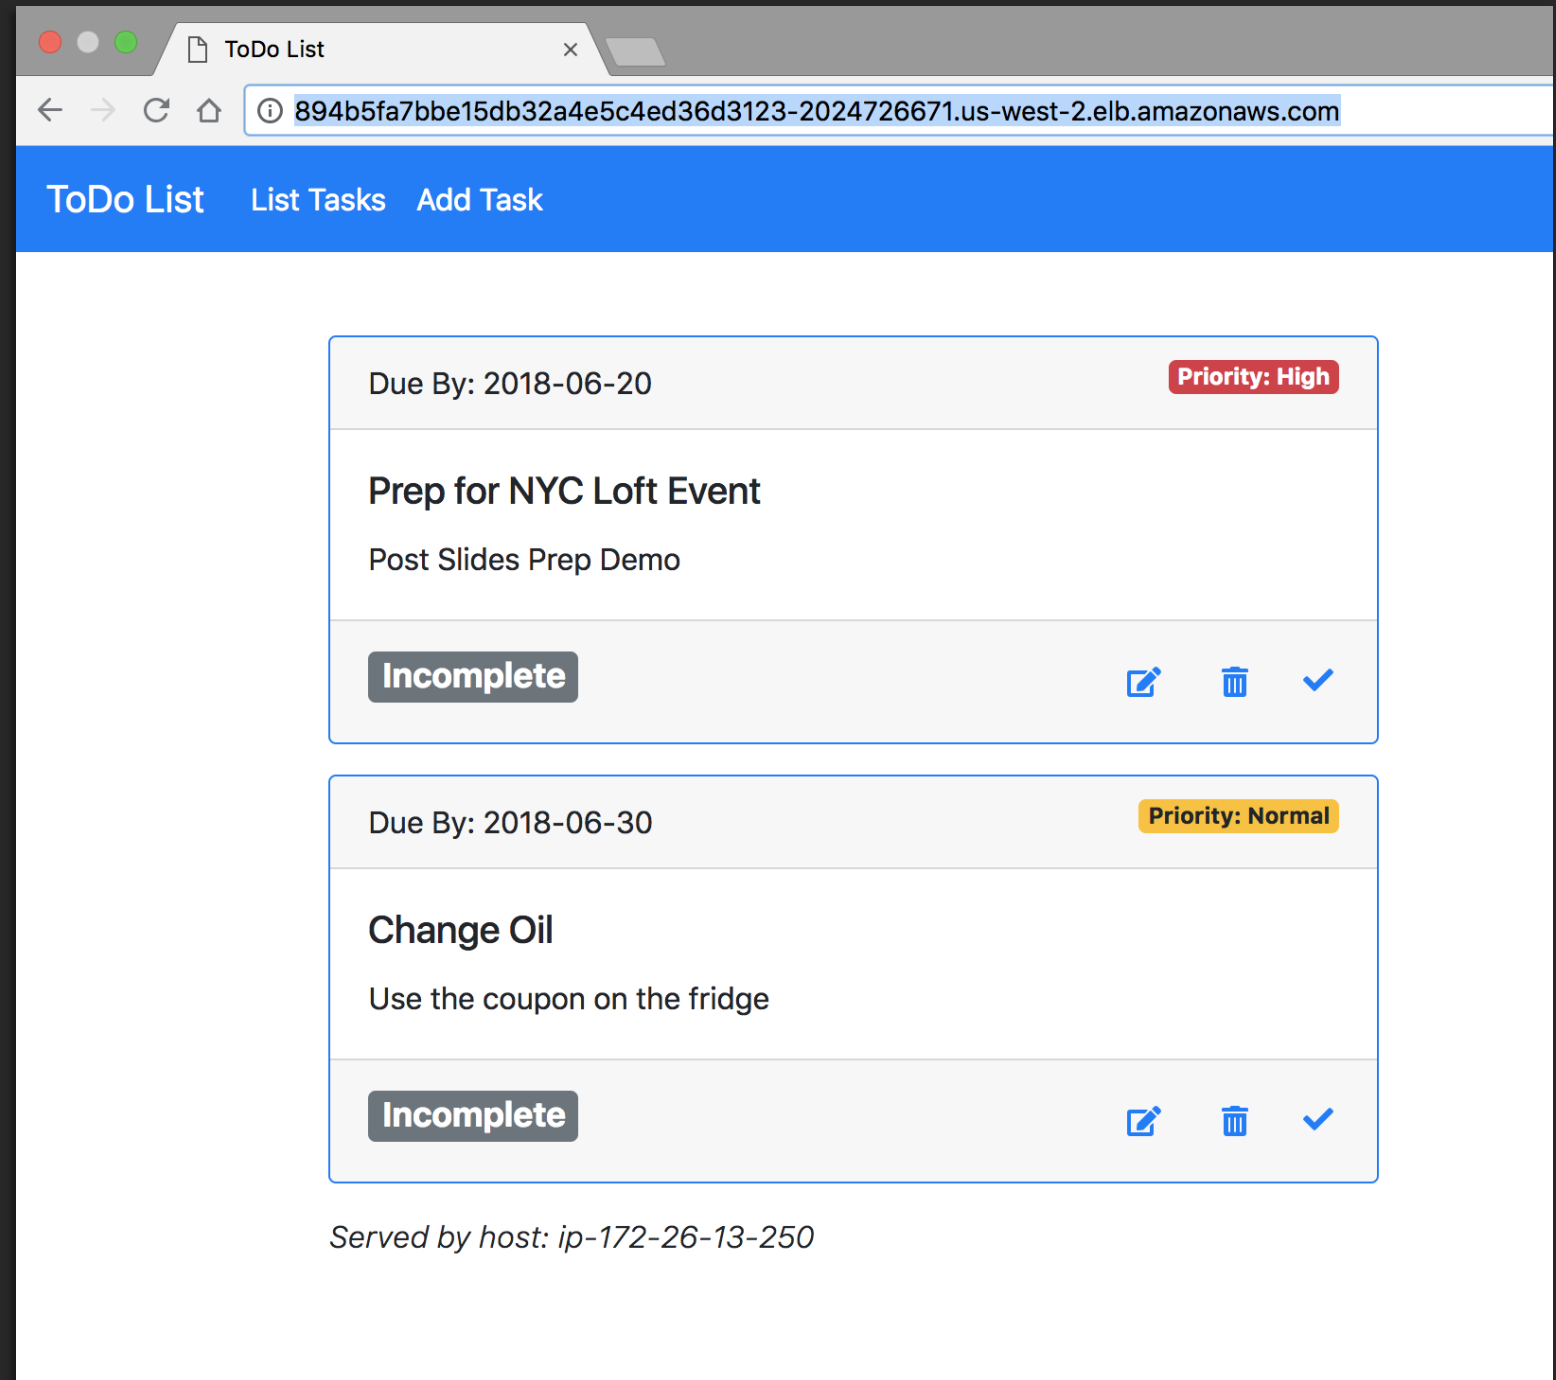 ToDo List
894b5fa7bbe15db32a4e5c4ed36d3123-2024726671.us-west-2.elb.amazonaws.com
ToDo List List Tasks Add Task
Due By: 2018-06-20 Priority: High
Prep for NYC Loft Event
Post Slides Prep Demo
Incomplete
Due By: 2018-06-30 Priority: Normal
Change Oil
Use the coupon on the fridge
Incomplete
Served by host: ip-172-26-13-250